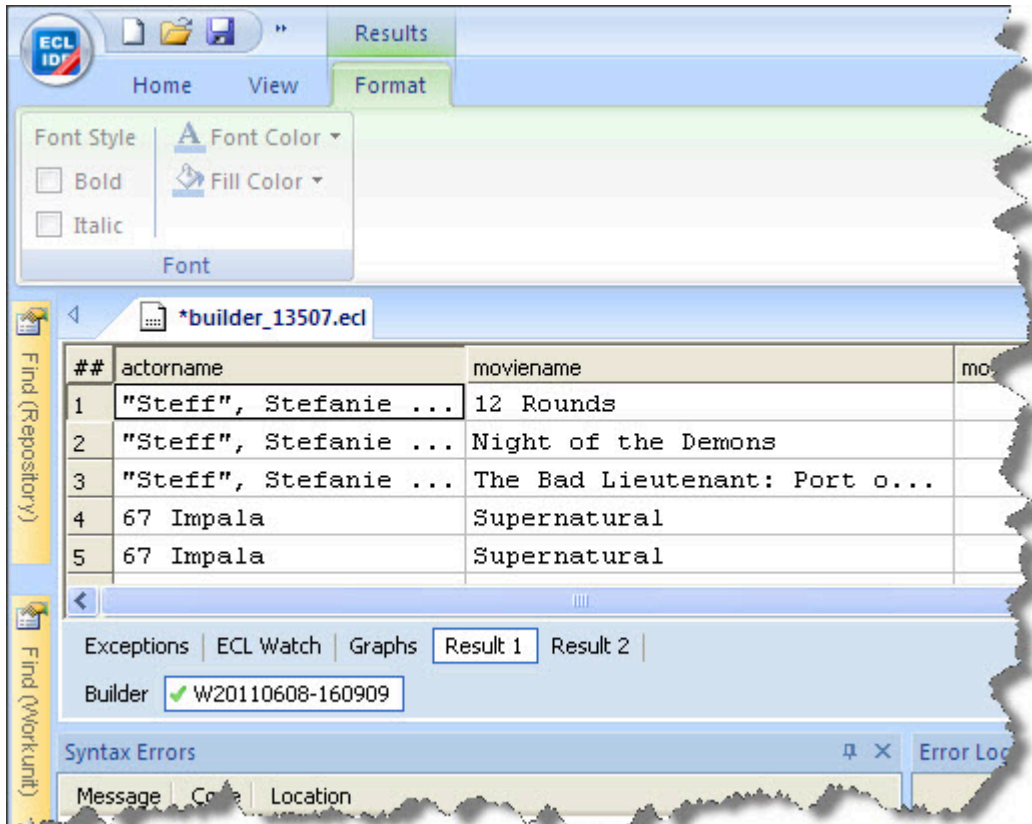 ECL
IDE
Results
Home View Format
Font Style A Font Color
Bold Fill Color
Italic
Font
*builder_13507.ecl
Find (Repository)
## actorname moviename
1 "Steff", Stefanie ... 12 Rounds
2 "Steff", Stefanie ... Night of the Demons
3 "Steff", Stefanie ... The Bad Lieutenant: Port o...
4 67 Impala Supernatural
5 67 Impala Supernatural
Find (Workunit)
Exceptions ECL Watch Graphs Result 1 Result 2
Builder W20110608-160909
Syntax Errors Error Log
Message Code Location